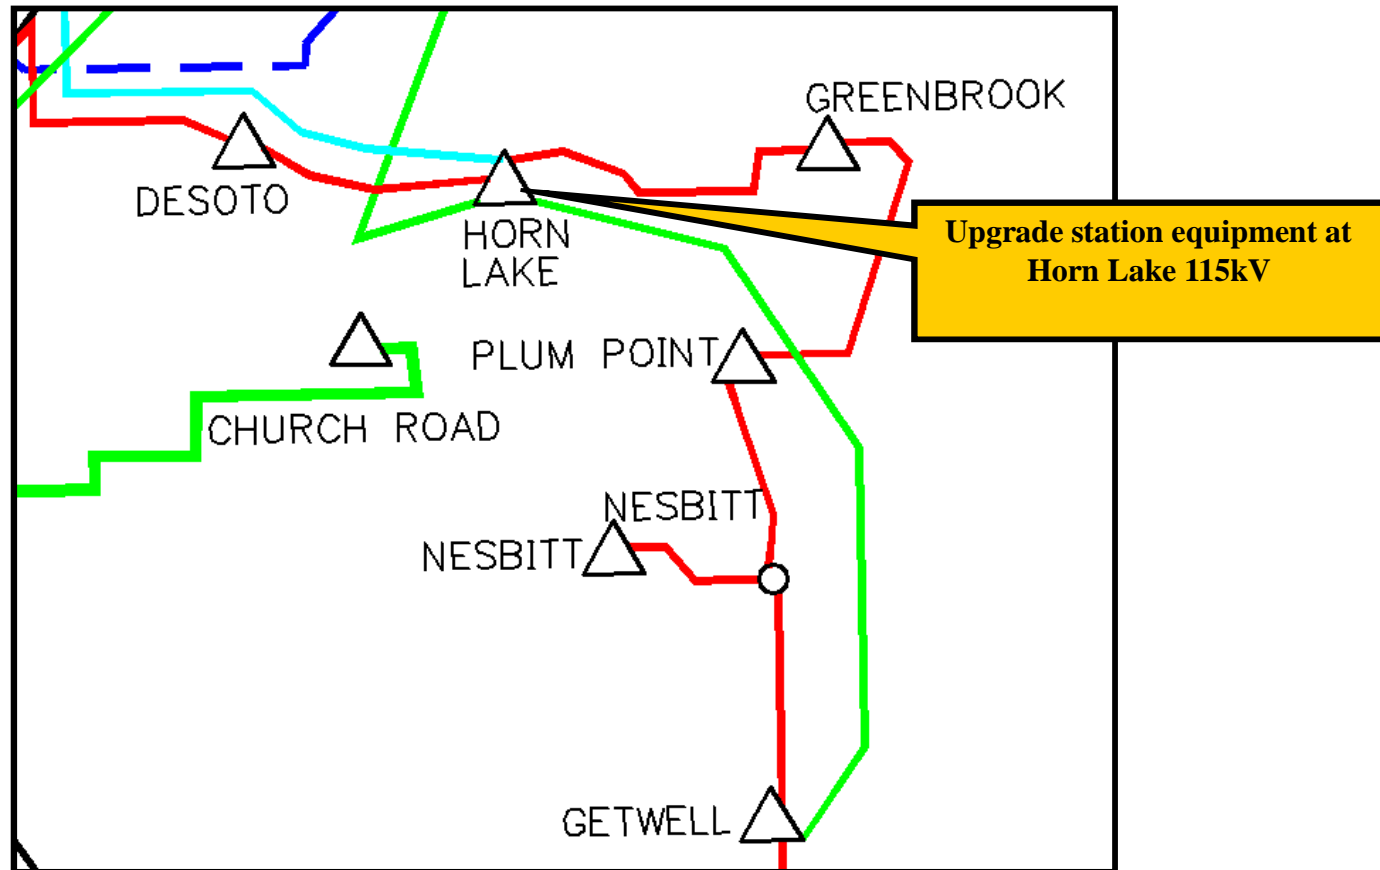 GREENBROOK
DESOTO
HORN
LAKE
Upgrade station equipment at
Horn Lake 115kV
PLUM POINT
CHURCH ROAD
NESBITT
NESBITT
GETWELL